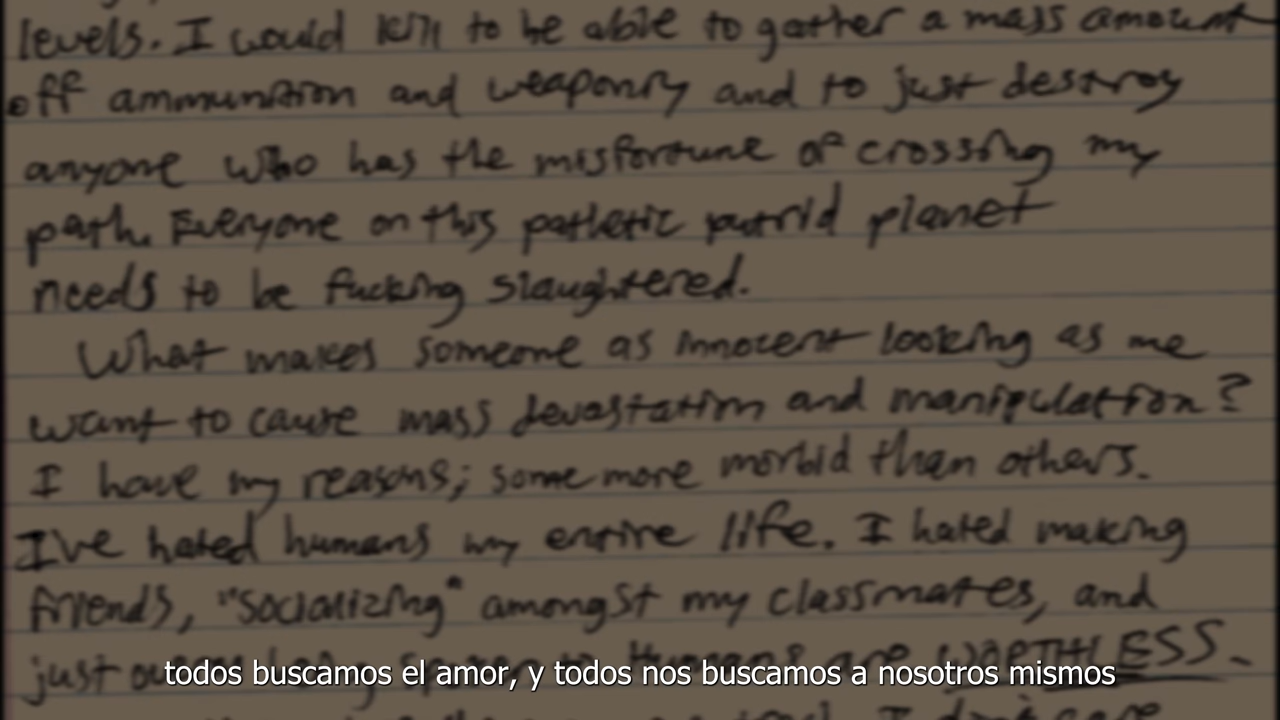 levels. I would kill to be able to gather a mass amount
off ammunition and weaponry and to just destroy
anyone who has the misfortune of crossing my
path. Everyone on this pathetic putrid planet
needs to be fucking slaughtered.
What makes someone as innocent looking as me
want to cause mass devastation and manipulation?
I have my reasons; some more morbid than others.
I've hated humans my entire life. I hated making
friends, "socializing" amongst my classmates, and
just
todos buscamos el amor, y todos nos buscamos a nosotros mismos
I don't care